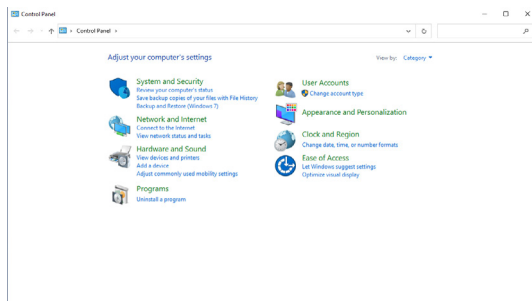 Control Panel
Control Panel
Adjust your computer's settings
View by: Category
System and Security
Review your computer's status
Save backup copies of your files with File History
Backup and Restore (Windows 7)
Network and Internet
Connect to the Internet
View network status and tasks
Hardware and Sound
View devices and printers
Add a device
Adjust commonly used mobility settings
Programs
Uninstall a program
User Accounts
Change account type
Appearance and Personalization
Clock and Region
Change date, time, or number formats
Ease of Access
Let Windows suggest settings
Optimize visual display